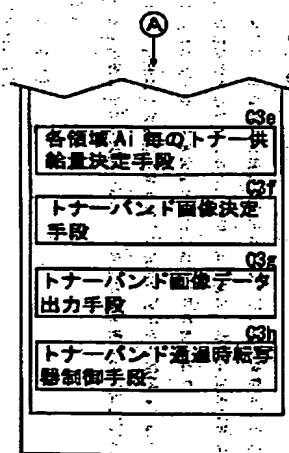 Ⓐ
C3e
各領域Ai毎のトナー供
給量決定手段
C3f
トナーバンド画像決定
手段
C3g
トナーバンド画像データ
出力手段
C3h
トナーバンド通過時転写
器制御手段